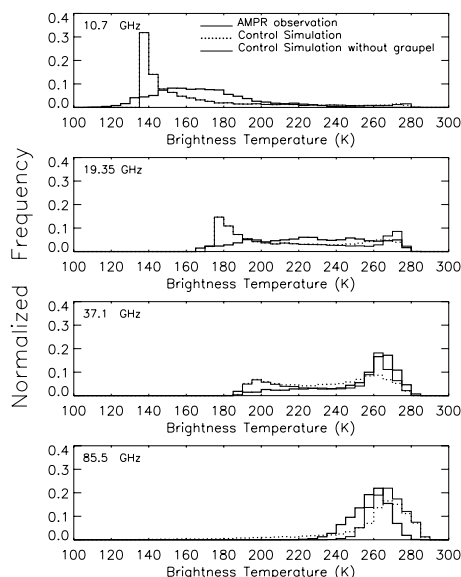 10.7 GHz
AMPR observation
Control Simulation
Control Simulation without graupel
0.4
0.3
0.2
0.1
0.0
100 120 140 160 180 200 220 240 260 280 300
Brightness Temperature (K)
19.35 GHz
0.4
0.3
0.2
0.1
0.0
100 120 140 160 180 200 220 240 260 280 300
Brightness Temperature (K)
Normalized Frequency
37.1 GHz
0.4
0.3
0.2
0.1
0.0
100 120 140 160 180 200 220 240 260 280 300
Brightness Temperature (K)
85.5 GHz
0.4
0.3
0.2
0.1
0.0
100 120 140 160 180 200 220 240 260 280 300
Brightness Temperature (K)